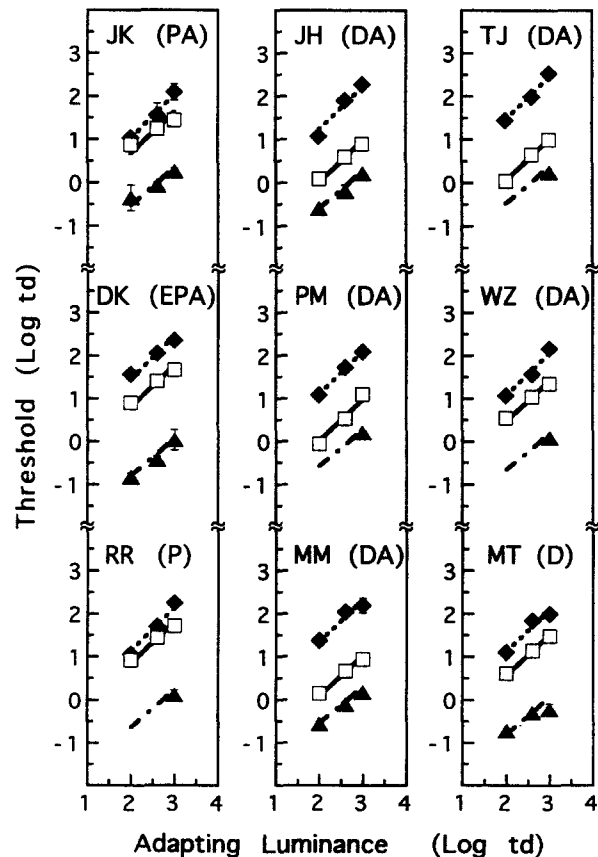 JK (PA)
JH (DA)
TJ (DA)
3
2
1
0
-1
DK (EPA)
PM (DA)
WZ (DA)
3
2
1
0
-1
RR (P)
MM (DA)
MT (D)
3
2
1
0
-1
1 2 3 4
1 2 3 4
1 2 3 4
Threshold (Log td)
Adapting Luminance (Log td)